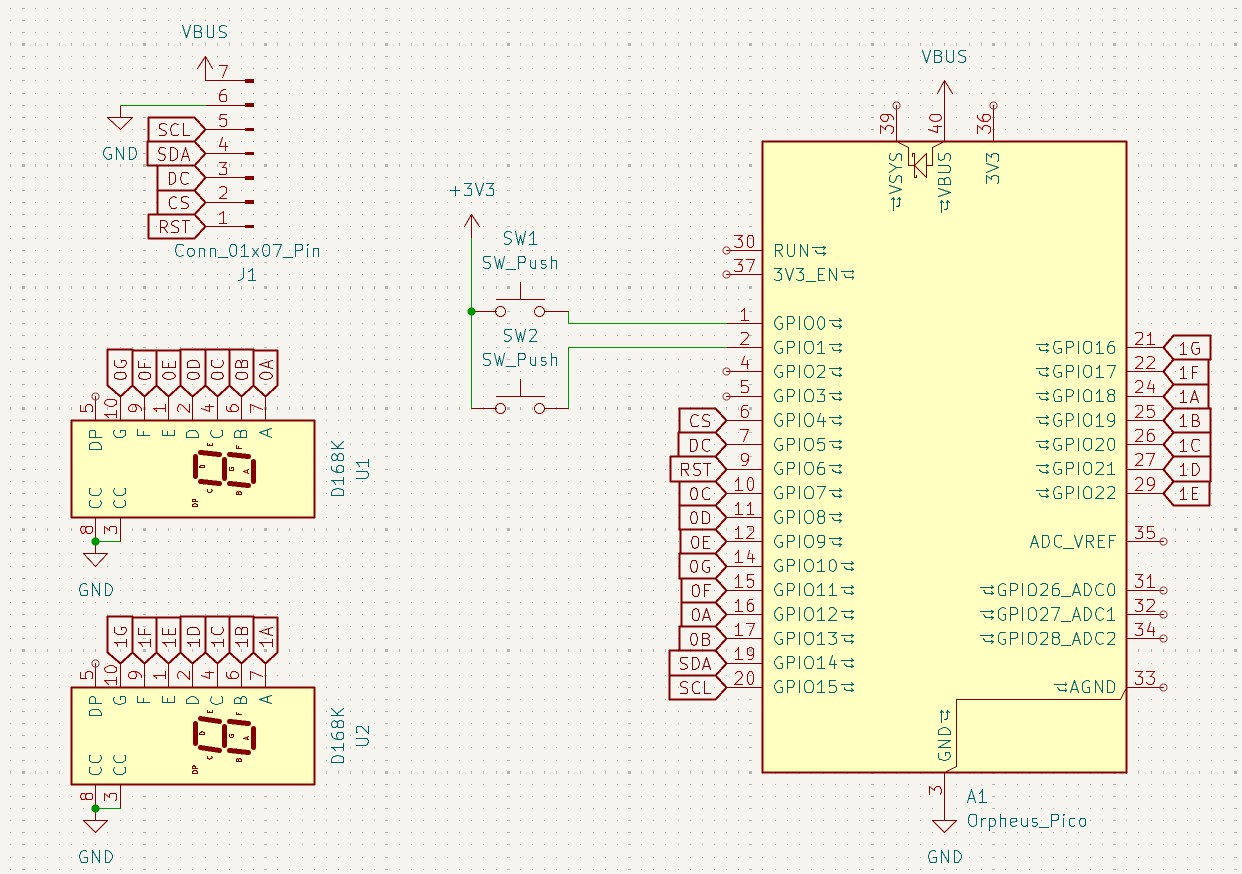 VBUS
7
6
SCL 5
GND
SDA 4
DC 3
CS 2
RST 1
Conn_01x07_Pin
J1
+3V3
SW1
SW_Push
SW2
SW_Push
0G 0F 0E 0D 0C 0B 0A
5 10 9 1 2 4 6 7
DP G F E D C B A
E F
D G A
C B
DP
CC CC
8 3
D168K
U1
GND
1G 1F 1E 1D 1C 1B 1A
5 10 9 1 2 4 6 7
DP G F E D C B A
E F
D G A
C B
DP
CC CC
8 3
D168K
U2
GND
VBUS
39 40 36
VSYS VBUS 3V3
30 RUN
37 3V3_EN
1 GPIO0
2 GPIO1
4 GPIO2
5 GPIO3
CS 6 GPIO4
DC 7 GPIO5
RST 9 GPIO6
0C 10 GPIO7
0D 11 GPIO8
0E 12 GPIO9
0G 14 GPIO10
0F 15 GPIO11
0A 16 GPIO12
0B 17 GPIO13
SDA 19 GPIO14
SCL 20 GPIO15
GPIO16 21 1G
GPIO17 22 1F
GPIO18 24 1A
GPIO19 25 1B
GPIO20 26 1C
GPIO21 27 1D
GPIO22 29 1E
ADC_VREF 35
GPIO26_ADC0 31
GPIO27_ADC1 32
GPIO28_ADC2 34
AGND 33
GND
3
A1
Orpheus_Pico
GND